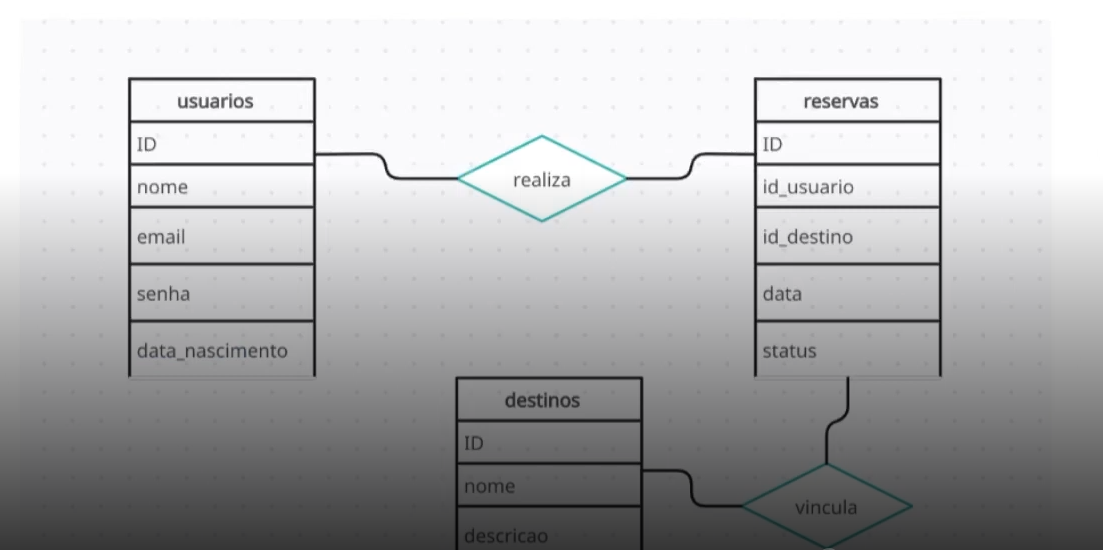 usuarios
ID
nome
email
senha
data_nascimento
realiza
reservas
ID
id_usuario
id_destino
data
status
destinos
ID
nome
descricao
vincula